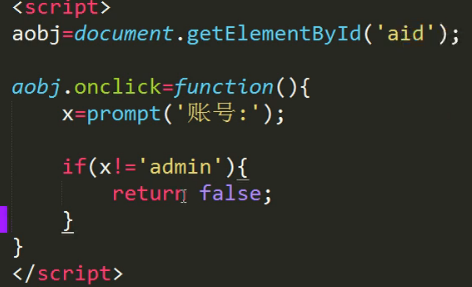 <script>
aobj=document.getElementById('aid');
aobj.onclick=function(){
x=prompt('账号:');
if(x!='admin'){
return false;
}
}
</script>